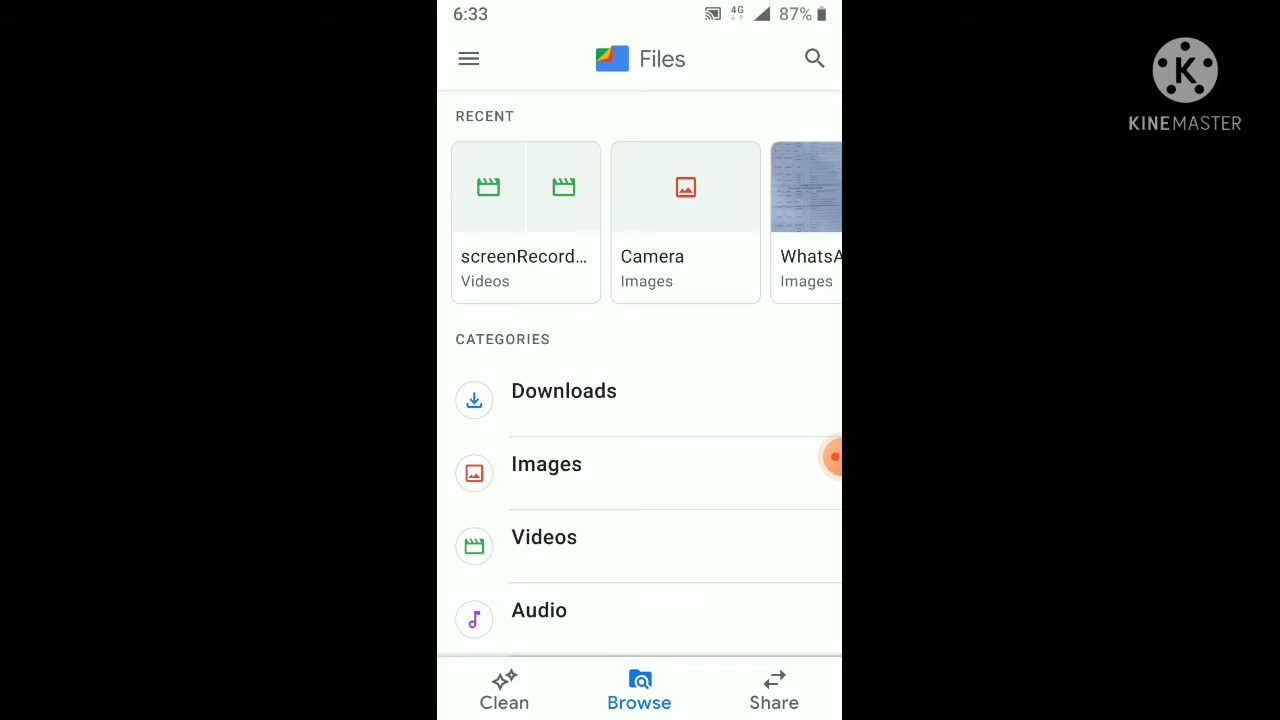 6:33
4G
87%
Files
KINEMASTER
RECENT
screenRecord...
Videos
Camera
Images
WhatsA
Images
CATEGORIES
Downloads
Images
Videos
Audio
Clean
Browse
Share